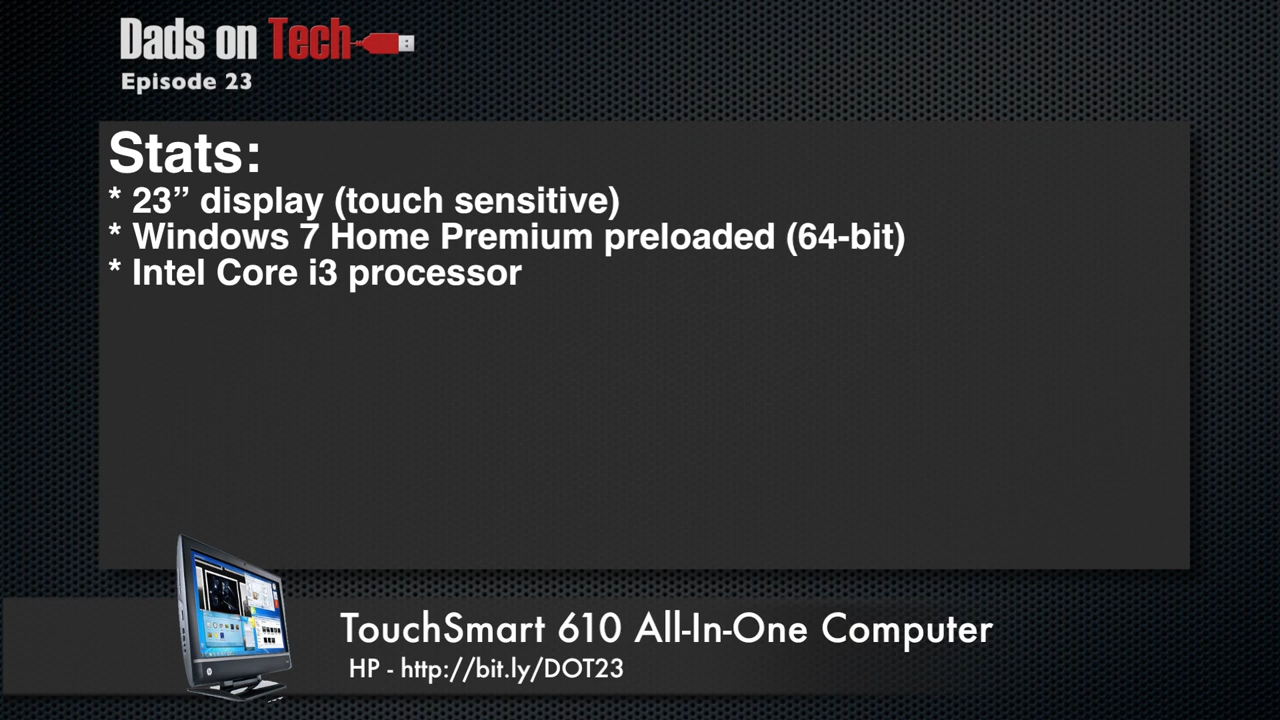 Dads on Tech
Episode 23
Stats:
* 23” display (touch sensitive)
* Windows 7 Home Premium preloaded (64-bit)
* Intel Core i3 processor
TouchSmart 610 All-In-One Computer
HP - http://bit.ly/DOT23